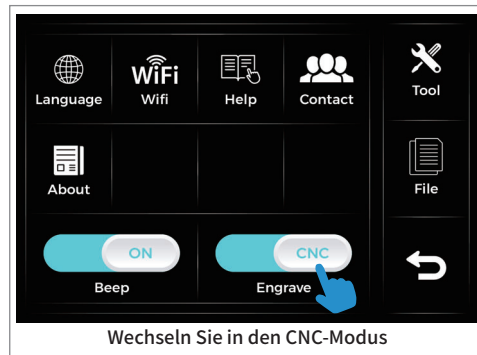 WiFi
Language Wifi Help Contact Tool
About File
ON CNC
Beep Engrave
Wechseln Sie in den CNC-Modus